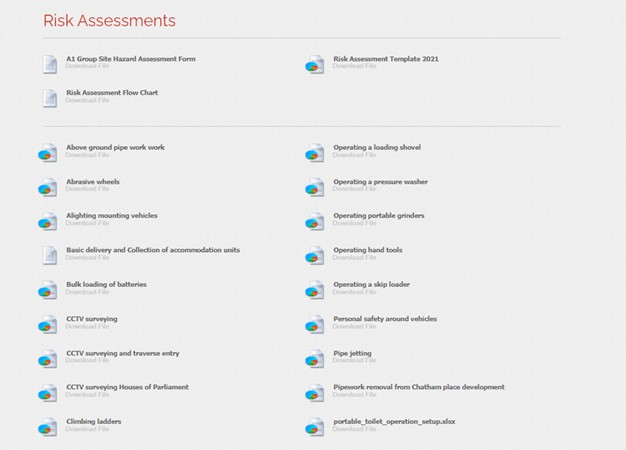 Risk Assessments
A1 Group Site Hazard Assessment Form
Download File
Risk Assessment Template 2021
Download File
Risk Assessment Flow Chart
Download File
Above ground pipe work work
Download File
Operating a loading shovel
Download File
Abrasive wheels
Download File
Operating a pressure washer
Download File
Alighting mounting vehicles
Download File
Operating portable grinders
Download File
Basic delivery and Collection of accommodation units
Download File
Operating hand tools
Download File
Bulk loading of batteries
Download File
Operating a skip loader
Download File
CCTV surveying
Download File
Personal safety around vehicles
Download File
CCTV surveying and traverse entry
Download File
Pipe jetting
Download File
CCTV surveying Houses of Parliament
Download File
Pipework removal from Chatham place development
Download File
Climbing ladders
Download File
portable_toilet_operation_setup.xlsx
Download File